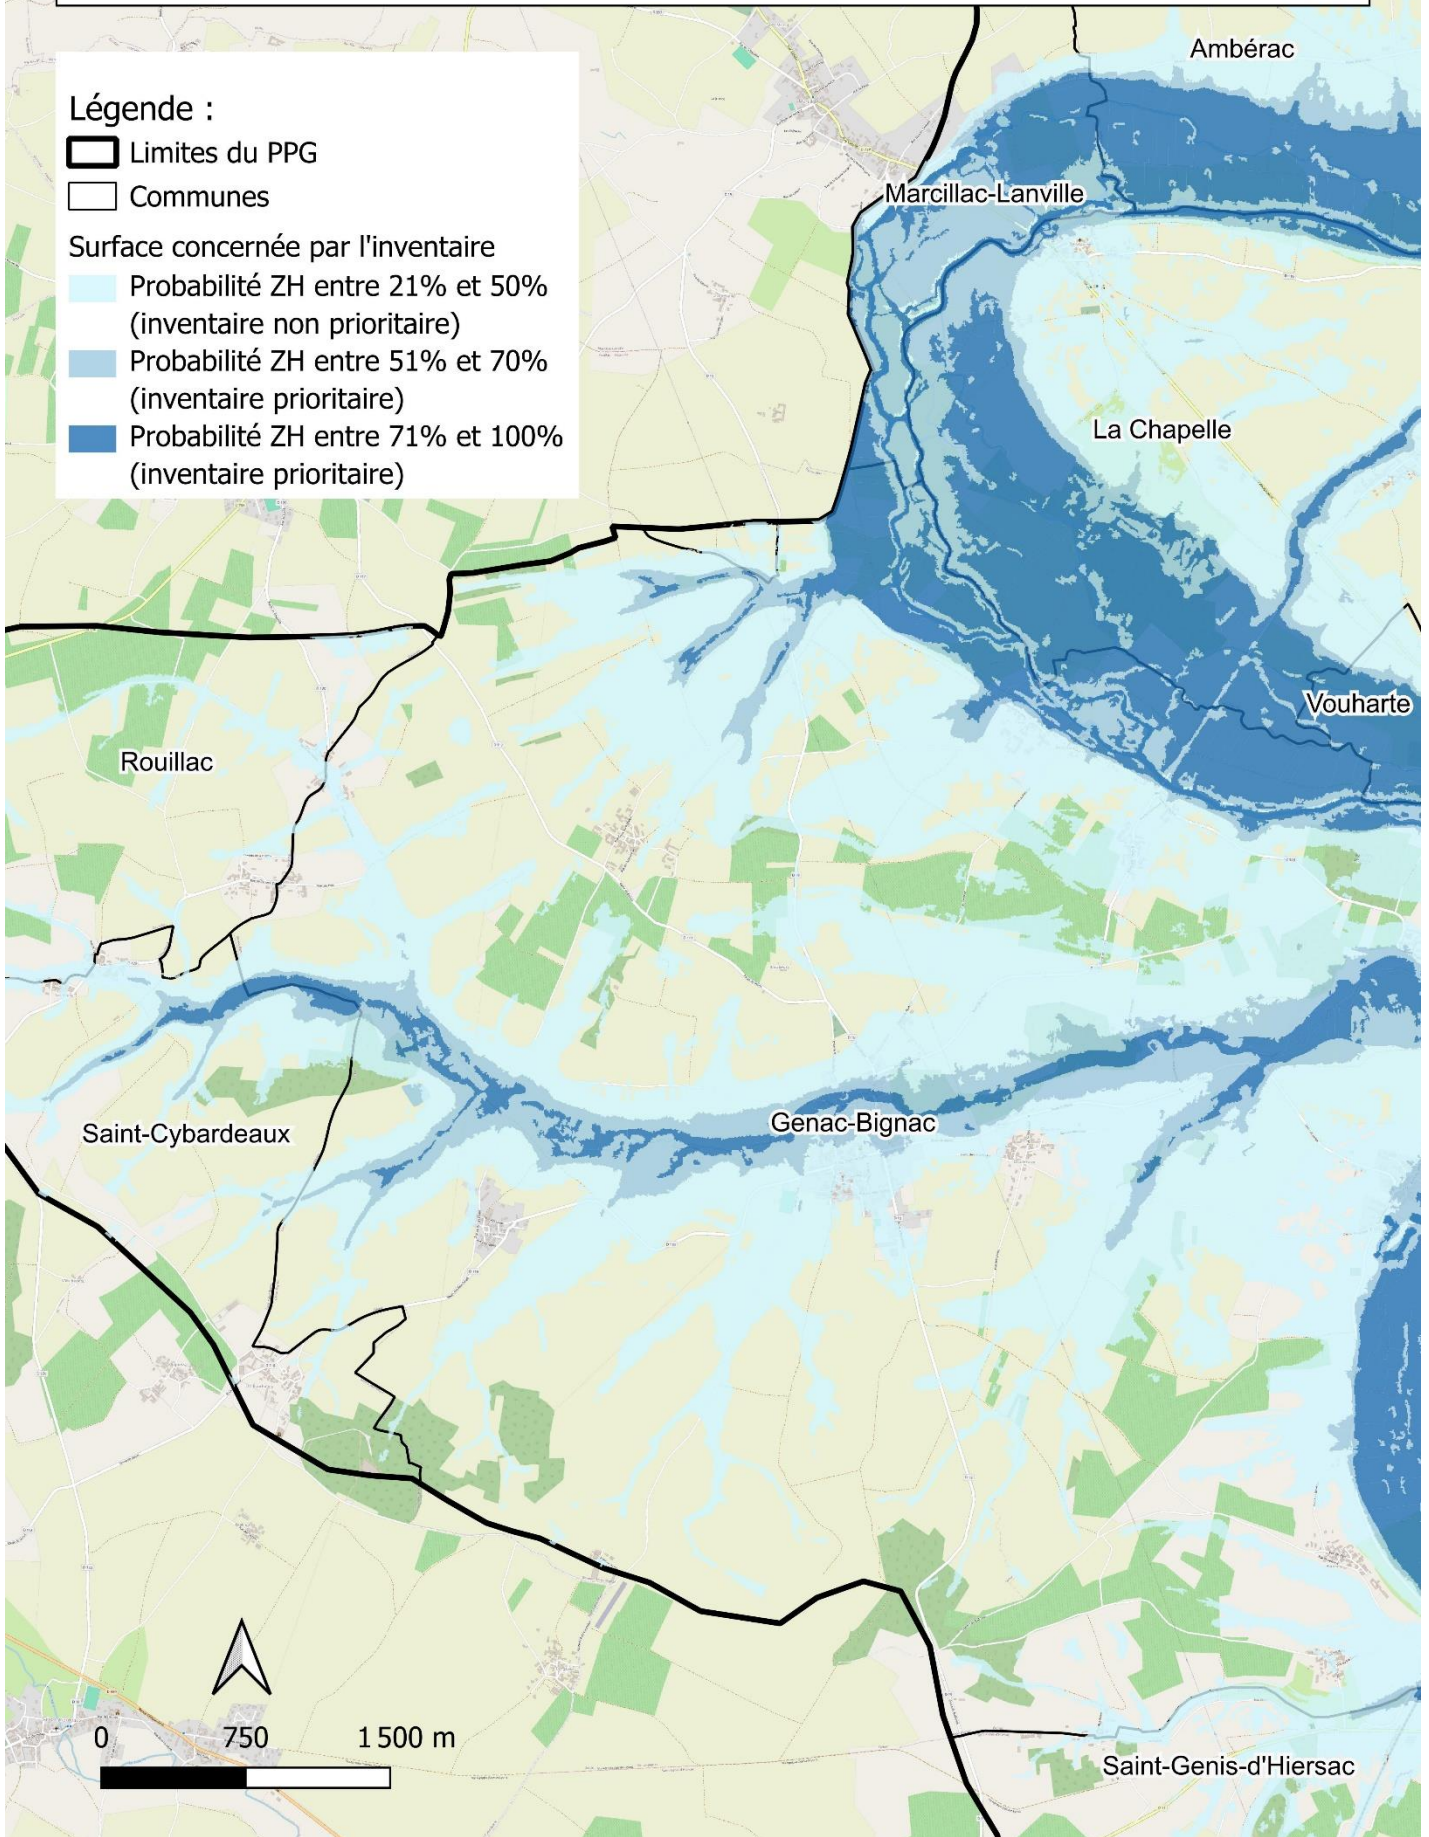 Légende :
Limites du PPG
Communes
Surface concernée par l'inventaire
Probabilité ZH entre 21% et 50%
(inventaire non prioritaire)
Probabilité ZH entre 51% et 70%
(inventaire prioritaire)
Probabilité ZH entre 71% et 100%
(inventaire prioritaire)
Ambérac
Marcillac-Lanville
La Chapelle
Vouharte
Rouillac
Saint-Cybardeaux
Genac-Bignac
Saint-Genis-d'Hiersac
0 750 1 500 m